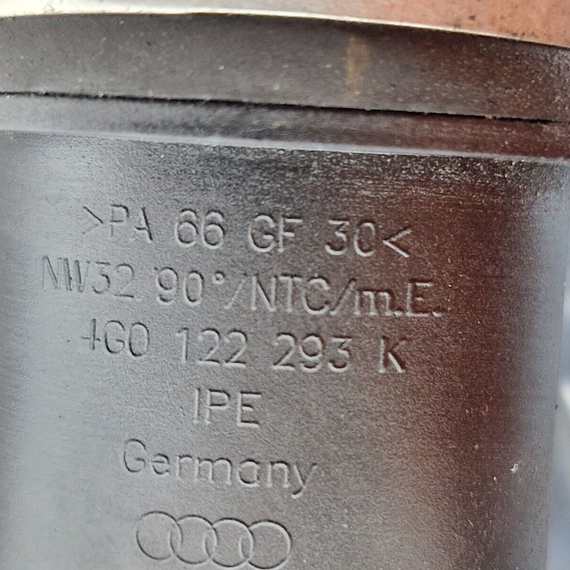 >PA 66 GF 30<
NW32 90°/NTC/m.E.
4G0 122 293 K
IPE
Germany